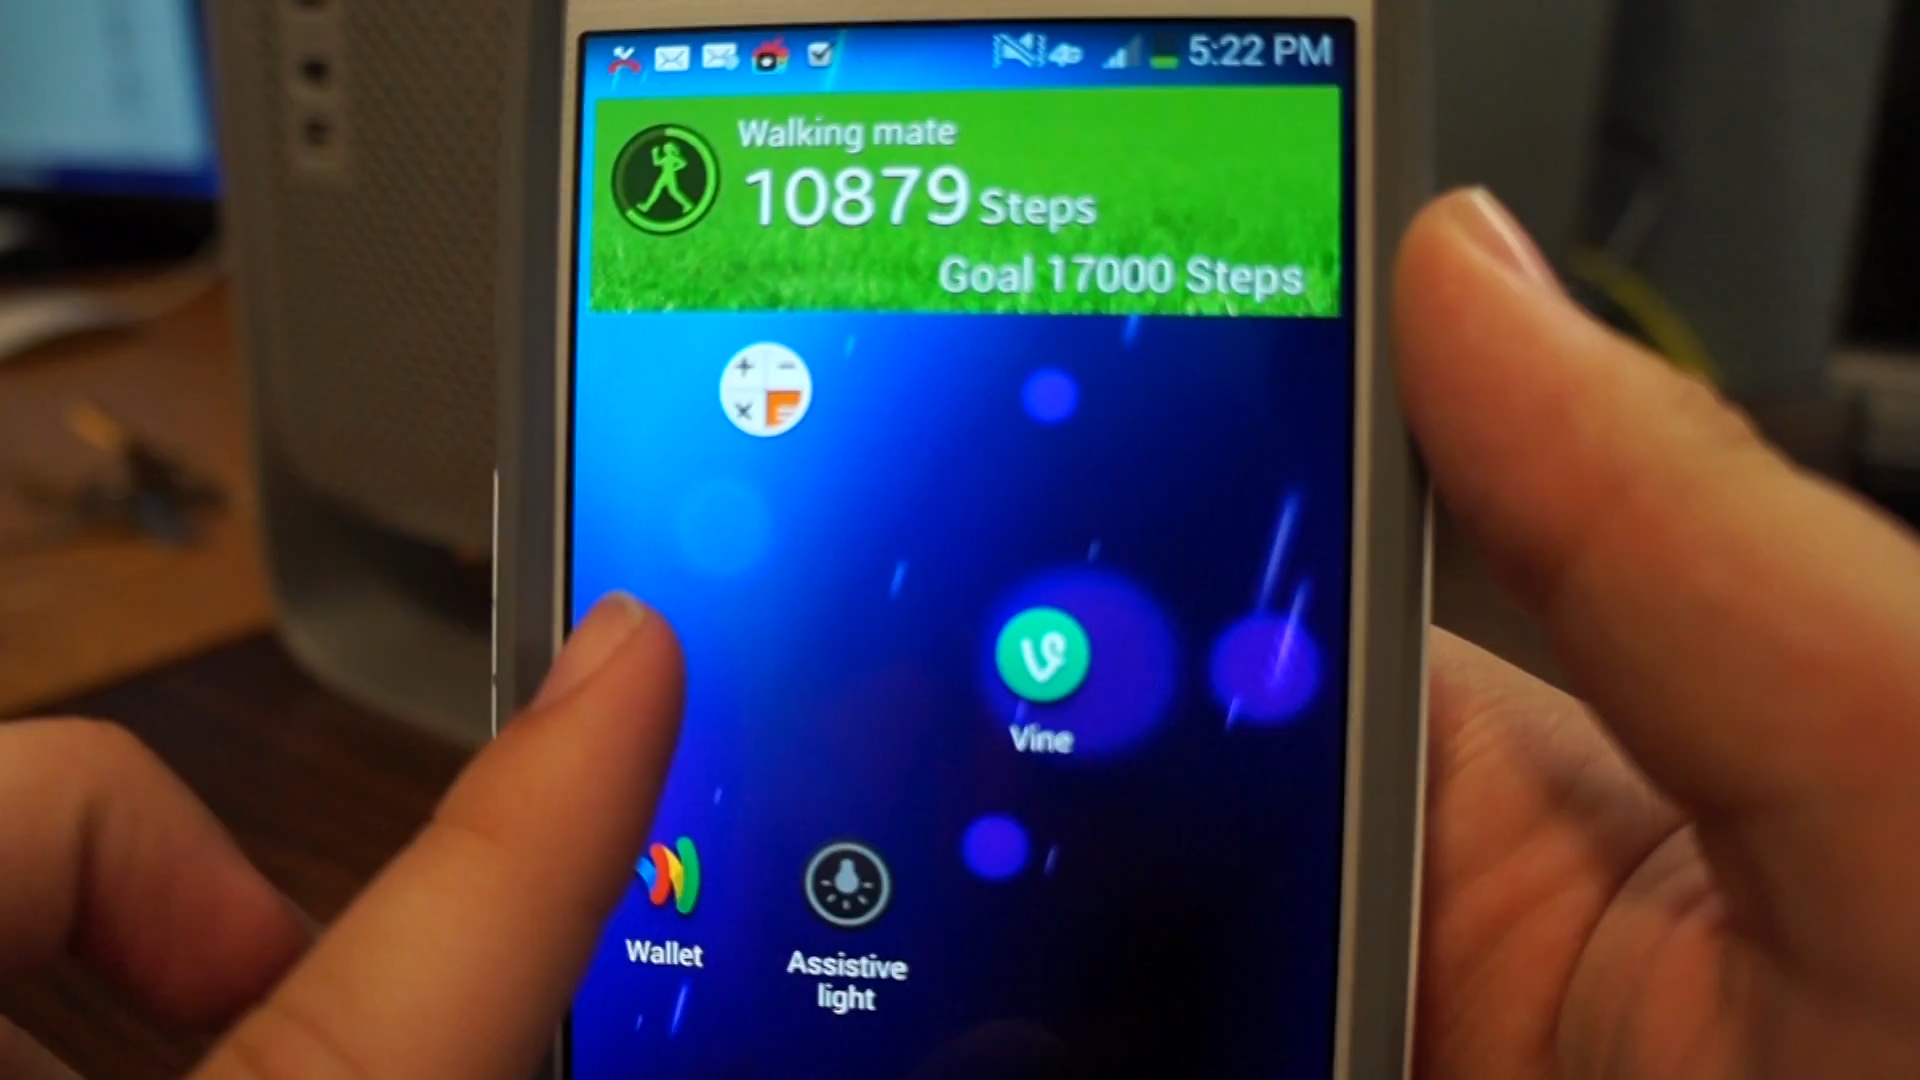 5:22 PM
Walking mate
10879 Steps
Goal 17000 Steps
Vine
Wallet
Assistive
light